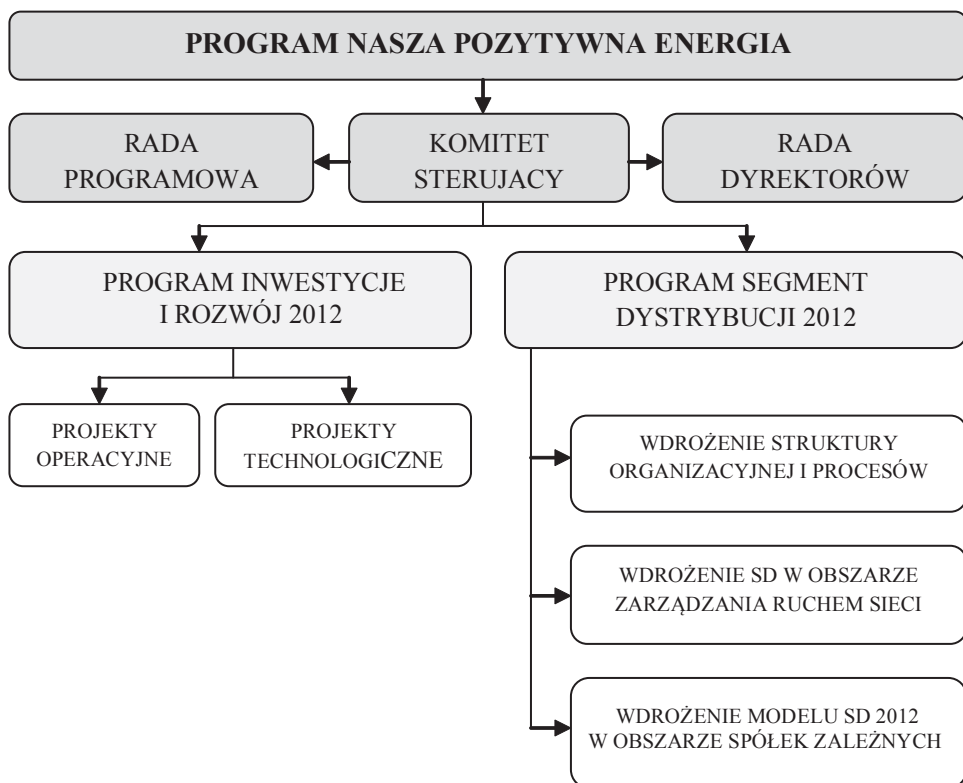 PROGRAM NASZA POZYTYWNA ENERGIA
RADA
PROGRAMOWA
KOMITET
STERUJACY
RADA
DYREKTORÓW
PROGRAM INWESTYCJE
I ROZWÓJ 2012
PROGRAM SEGMENT
DYSTRYBUCJI 2012
PROJEKTY
OPERACYJNE
PROJEKTY
TECHNOLOGICZNE
WDROŻENIE STRUKTURY
ORGANIZACYJNEJ I PROCESÓW
WDROŻENIE SD W OBSZARZE
ZARZĄDZANIA RUCHEM SIECI
WDROŻENIE MODELU SD 2012
W OBSZARZE SPÓŁEK ZALEŻNYCH